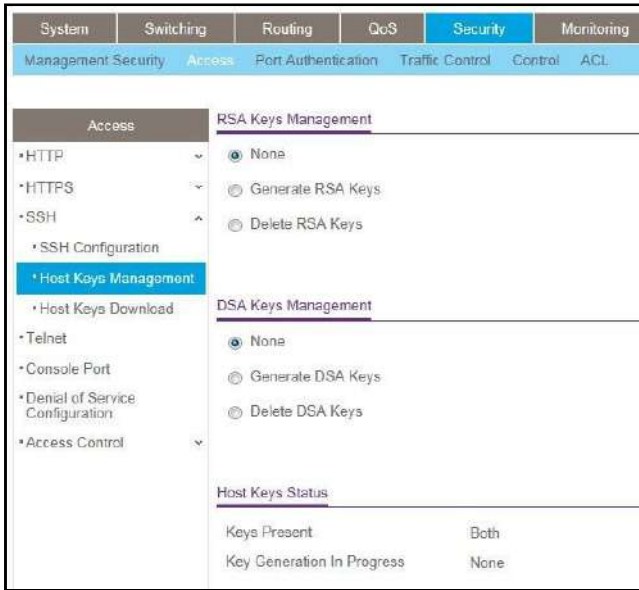 System Switching Routing QoS Security Monitoring
Management Security Access Port Authentication Traffic Control Control ACL
Access
HTTP
HTTPS
SSH
SSH Configuration
Host Keys Management
Host Keys Download
Telnet
Console Port
Denial of Service
Configuration
Access Control
RSA Keys Management
None
Generate RSA Keys
Delete RSA Keys
DSA Keys Management
None
Generate DSA Keys
Delete DSA Keys
Host Keys Status
Keys Present Both
Key Generation In Progress None